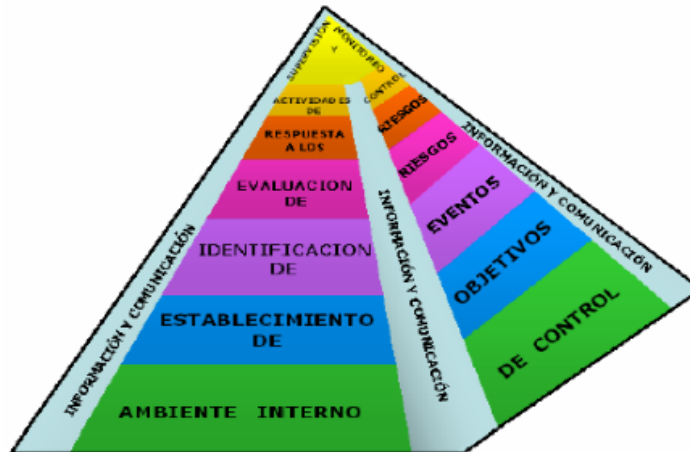 SUPERVISIÓN
Y
MONITOREO
ACTIVIDADES
DE
CONTROL
RESPUESTA
A LOS
RIESGOS
EVALUACION
DE
RIESGOS
IDENTIFICACION
DE
EVENTOS
ESTABLECIMIENTO
DE
OBJETIVOS
AMBIENTE INTERNO
DE CONTROL
INFORMACIÓN Y COMUNICACIÓN
INFORMACIÓN Y COMUNICACIÓN
INFORMACIÓN Y COMUNICACIÓN